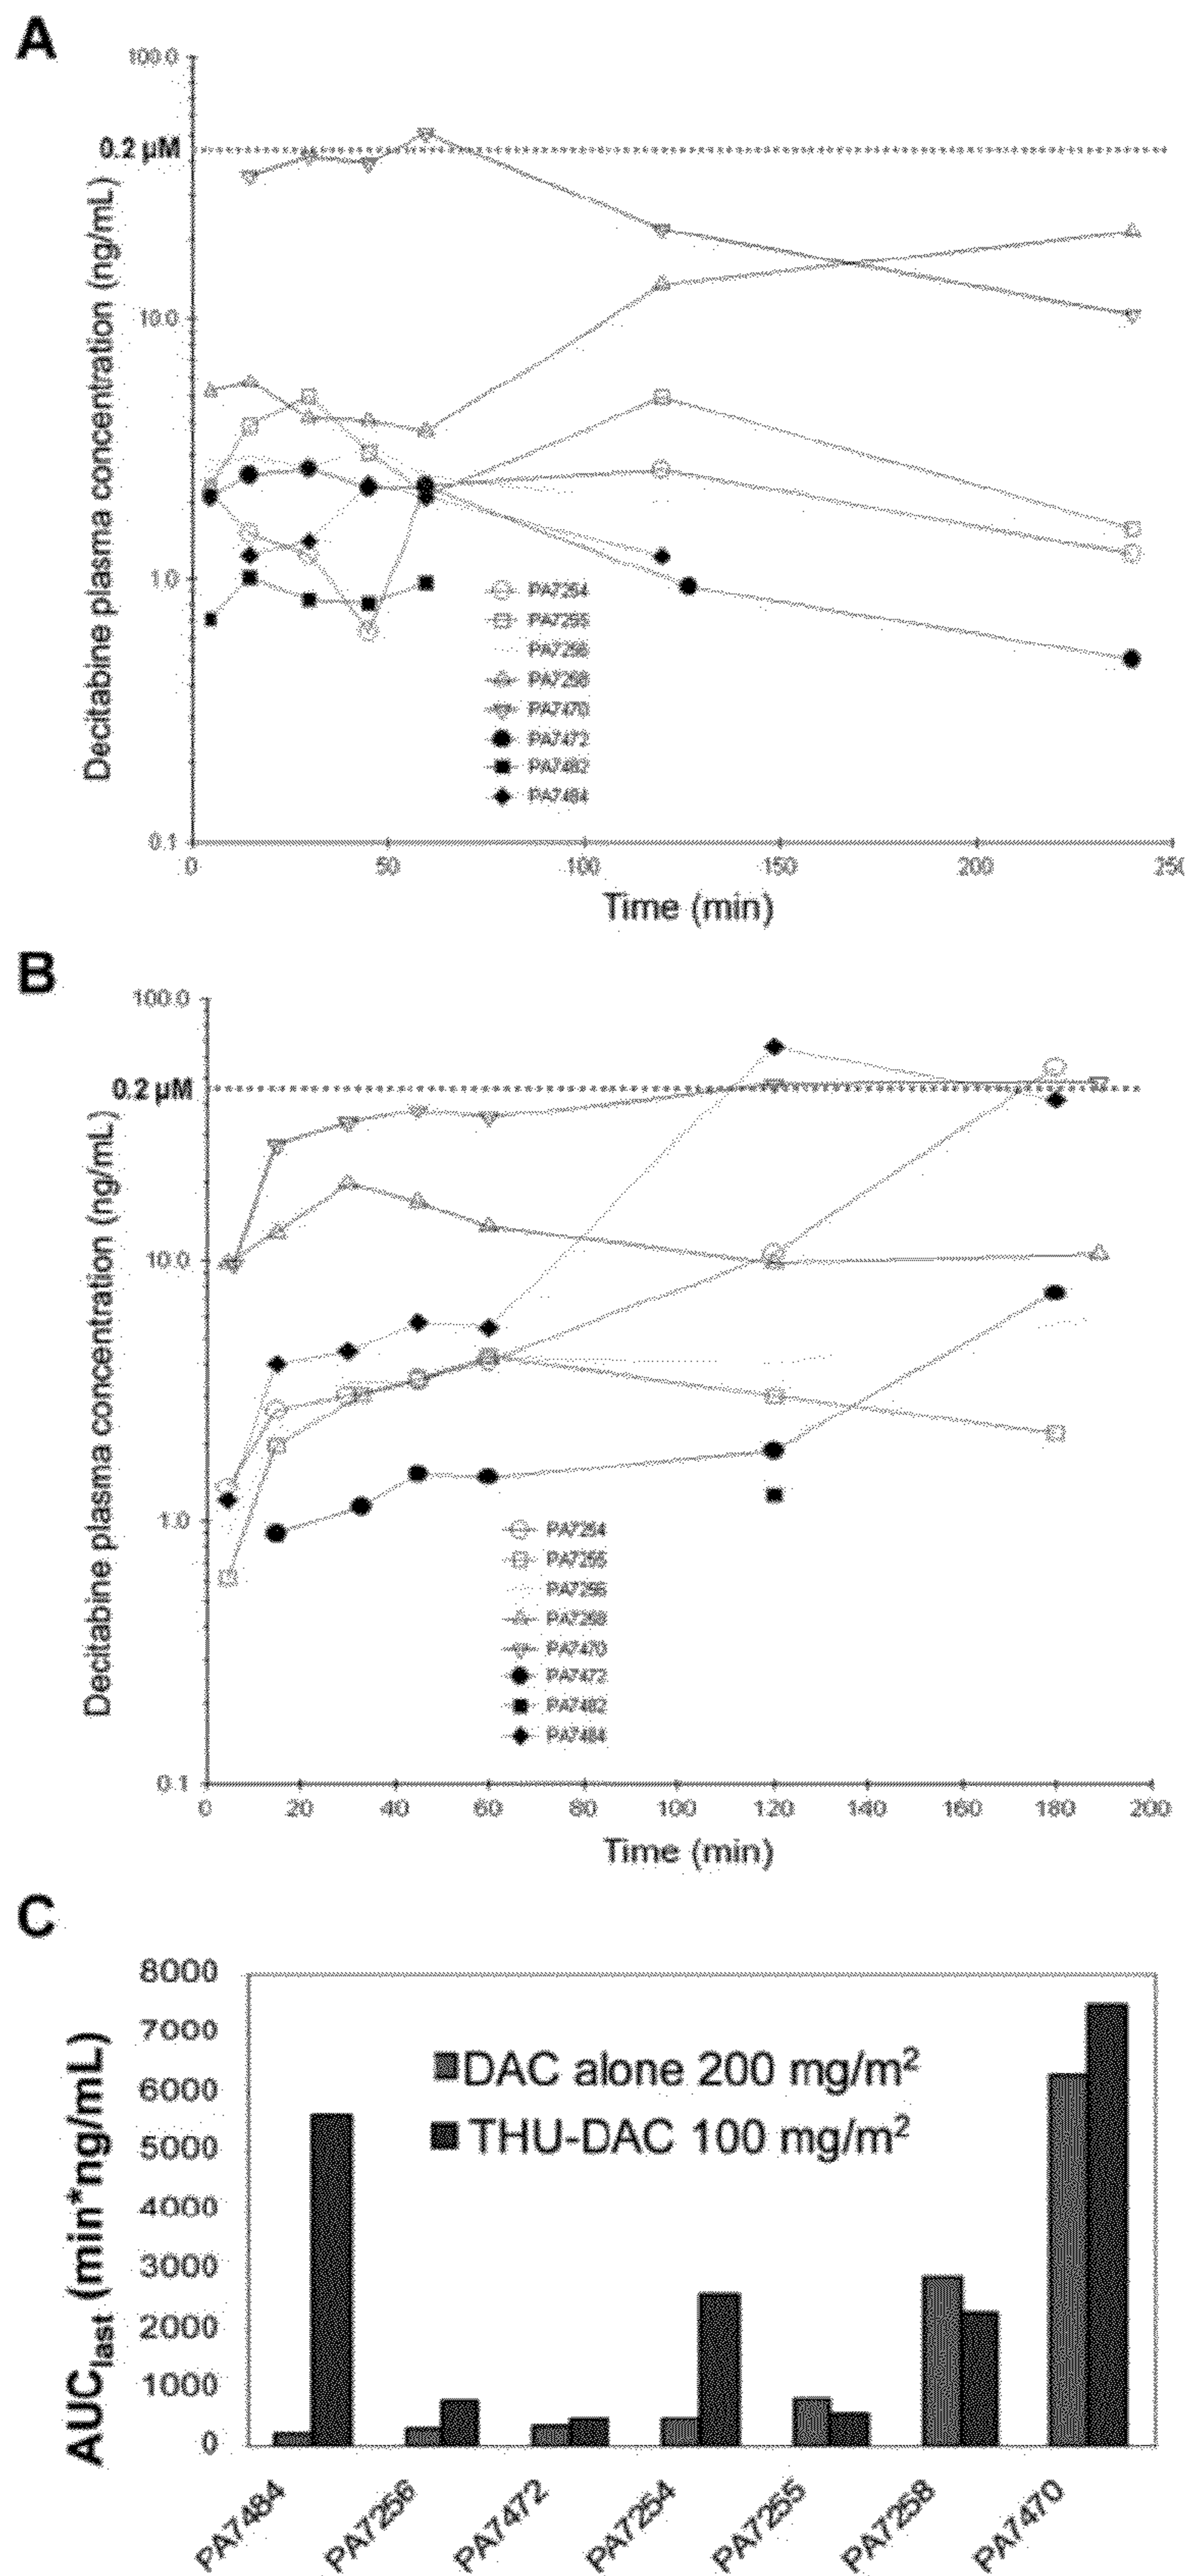 A
100.0
0.2 µM
10.0
1.0
0.1
Decitabine plasma concentration (ng/mL)
PA7254
PA7255
PA7256
PA7258
PA7470
PA7472
PA7482
PA7484
0
50
100
150
200
Time (min)
B
100.0
0.2 µM
10.0
1.0
0.1
Decitabine plasma concentration (ng/mL)
PA7254
PA7255
PA7256
PA7258
PA7470
PA7472
PA7482
PA7484
0
20
40
60
80
100
120
140
160
180
200
Time (min)
C
8000
7000
6000
5000
4000
3000
2000
1000
0
AUClast (min*ng/mL)
DAC alone 200 mg/m²
THU-DAC 100 mg/m²
PA7484
PA7256
PA7472
PA7254
PA7255
PA7258
PA7470